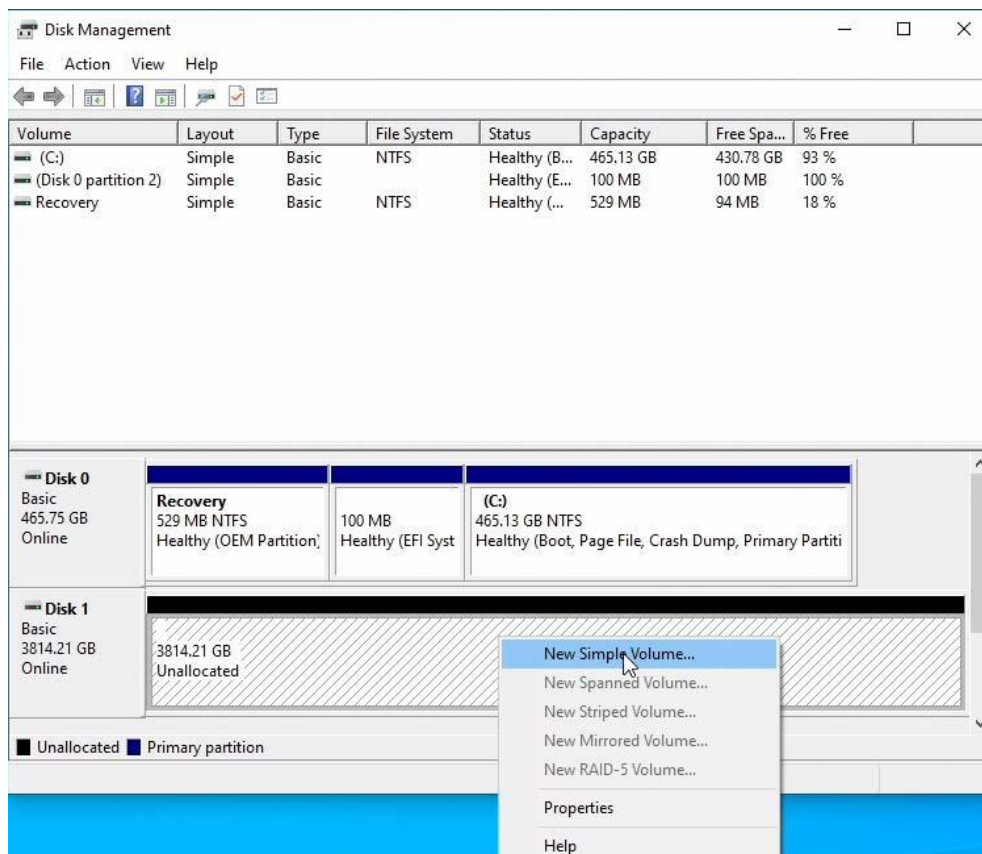 Disk Management
File Action View Help
Volume Layout Type File System Status Capacity Free Spa... % Free
(C:) Simple Basic NTFS Healthy (B... 465.13 GB 430.78 GB 93 %
(Disk 0 partition 2) Simple Basic Healthy (E... 100 MB 100 MB 100 %
Recovery Simple Basic NTFS Healthy (... 529 MB 94 MB 18 %
Disk 0
Basic
465.75 GB
Online
Recovery
529 MB NTFS
Healthy (OEM Partition)
100 MB
Healthy (EFI Syst
(C:)
465.13 GB NTFS
Healthy (Boot, Page File, Crash Dump, Primary Partiti
Disk 1
Basic
3814.21 GB
Online
3814.21 GB
Unallocated
New Simple Volume...
New Spanned Volume...
New Striped Volume...
New Mirrored Volume...
New RAID-5 Volume...
Properties
Help
Unallocated Primary partition